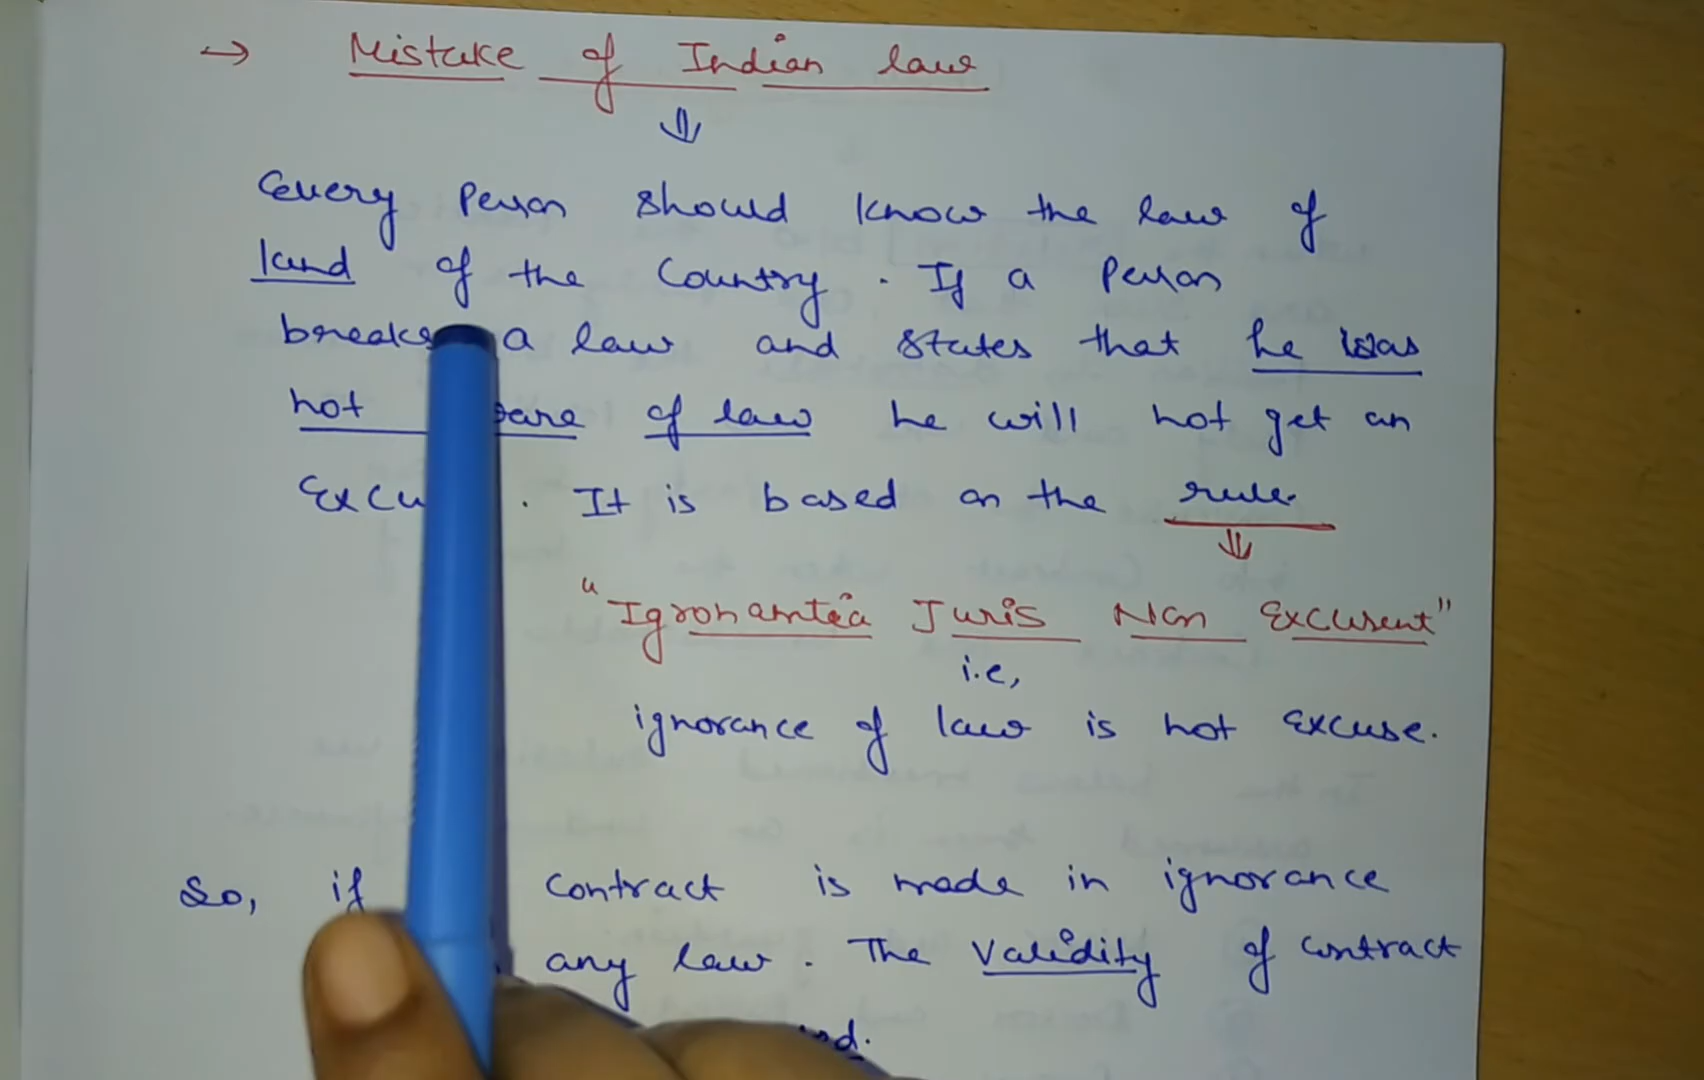 → Mistake of Indian law
⇓
Every Person should know the law of
land of the Country. If a Person
breaks a law and states that he was
not of law he will not get an
. It is based on the rule.
⇓
"Igronamtia Juris Non Excusent"
i.e,
ignorance of law is not excuse.
So, if contract is made in ignorance
any law. The Validity of contract